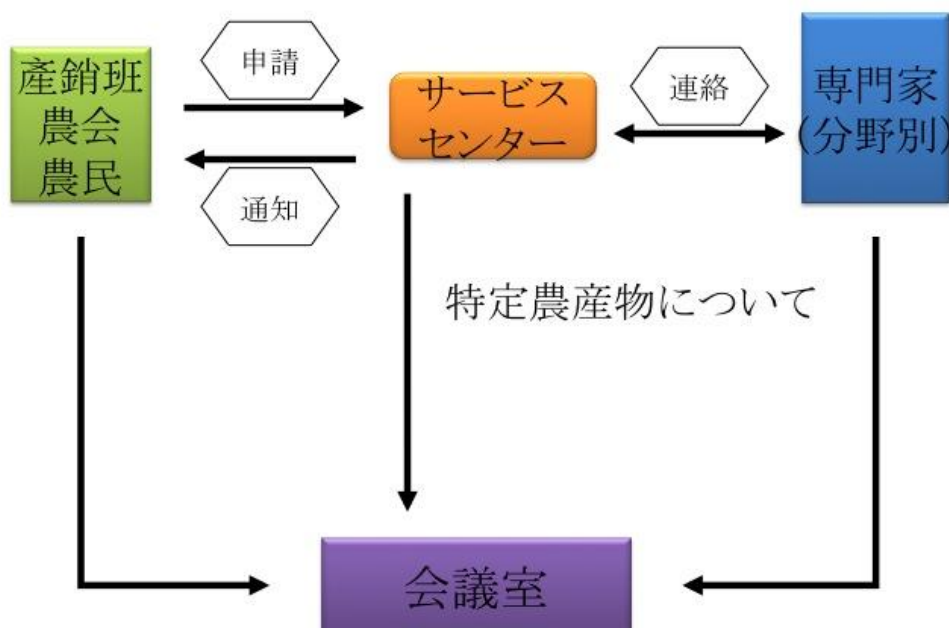 産銷班
農会
農民
申請
通知
サービス
センター
連絡
専門家
(分野別)
特定農産物について
会議室